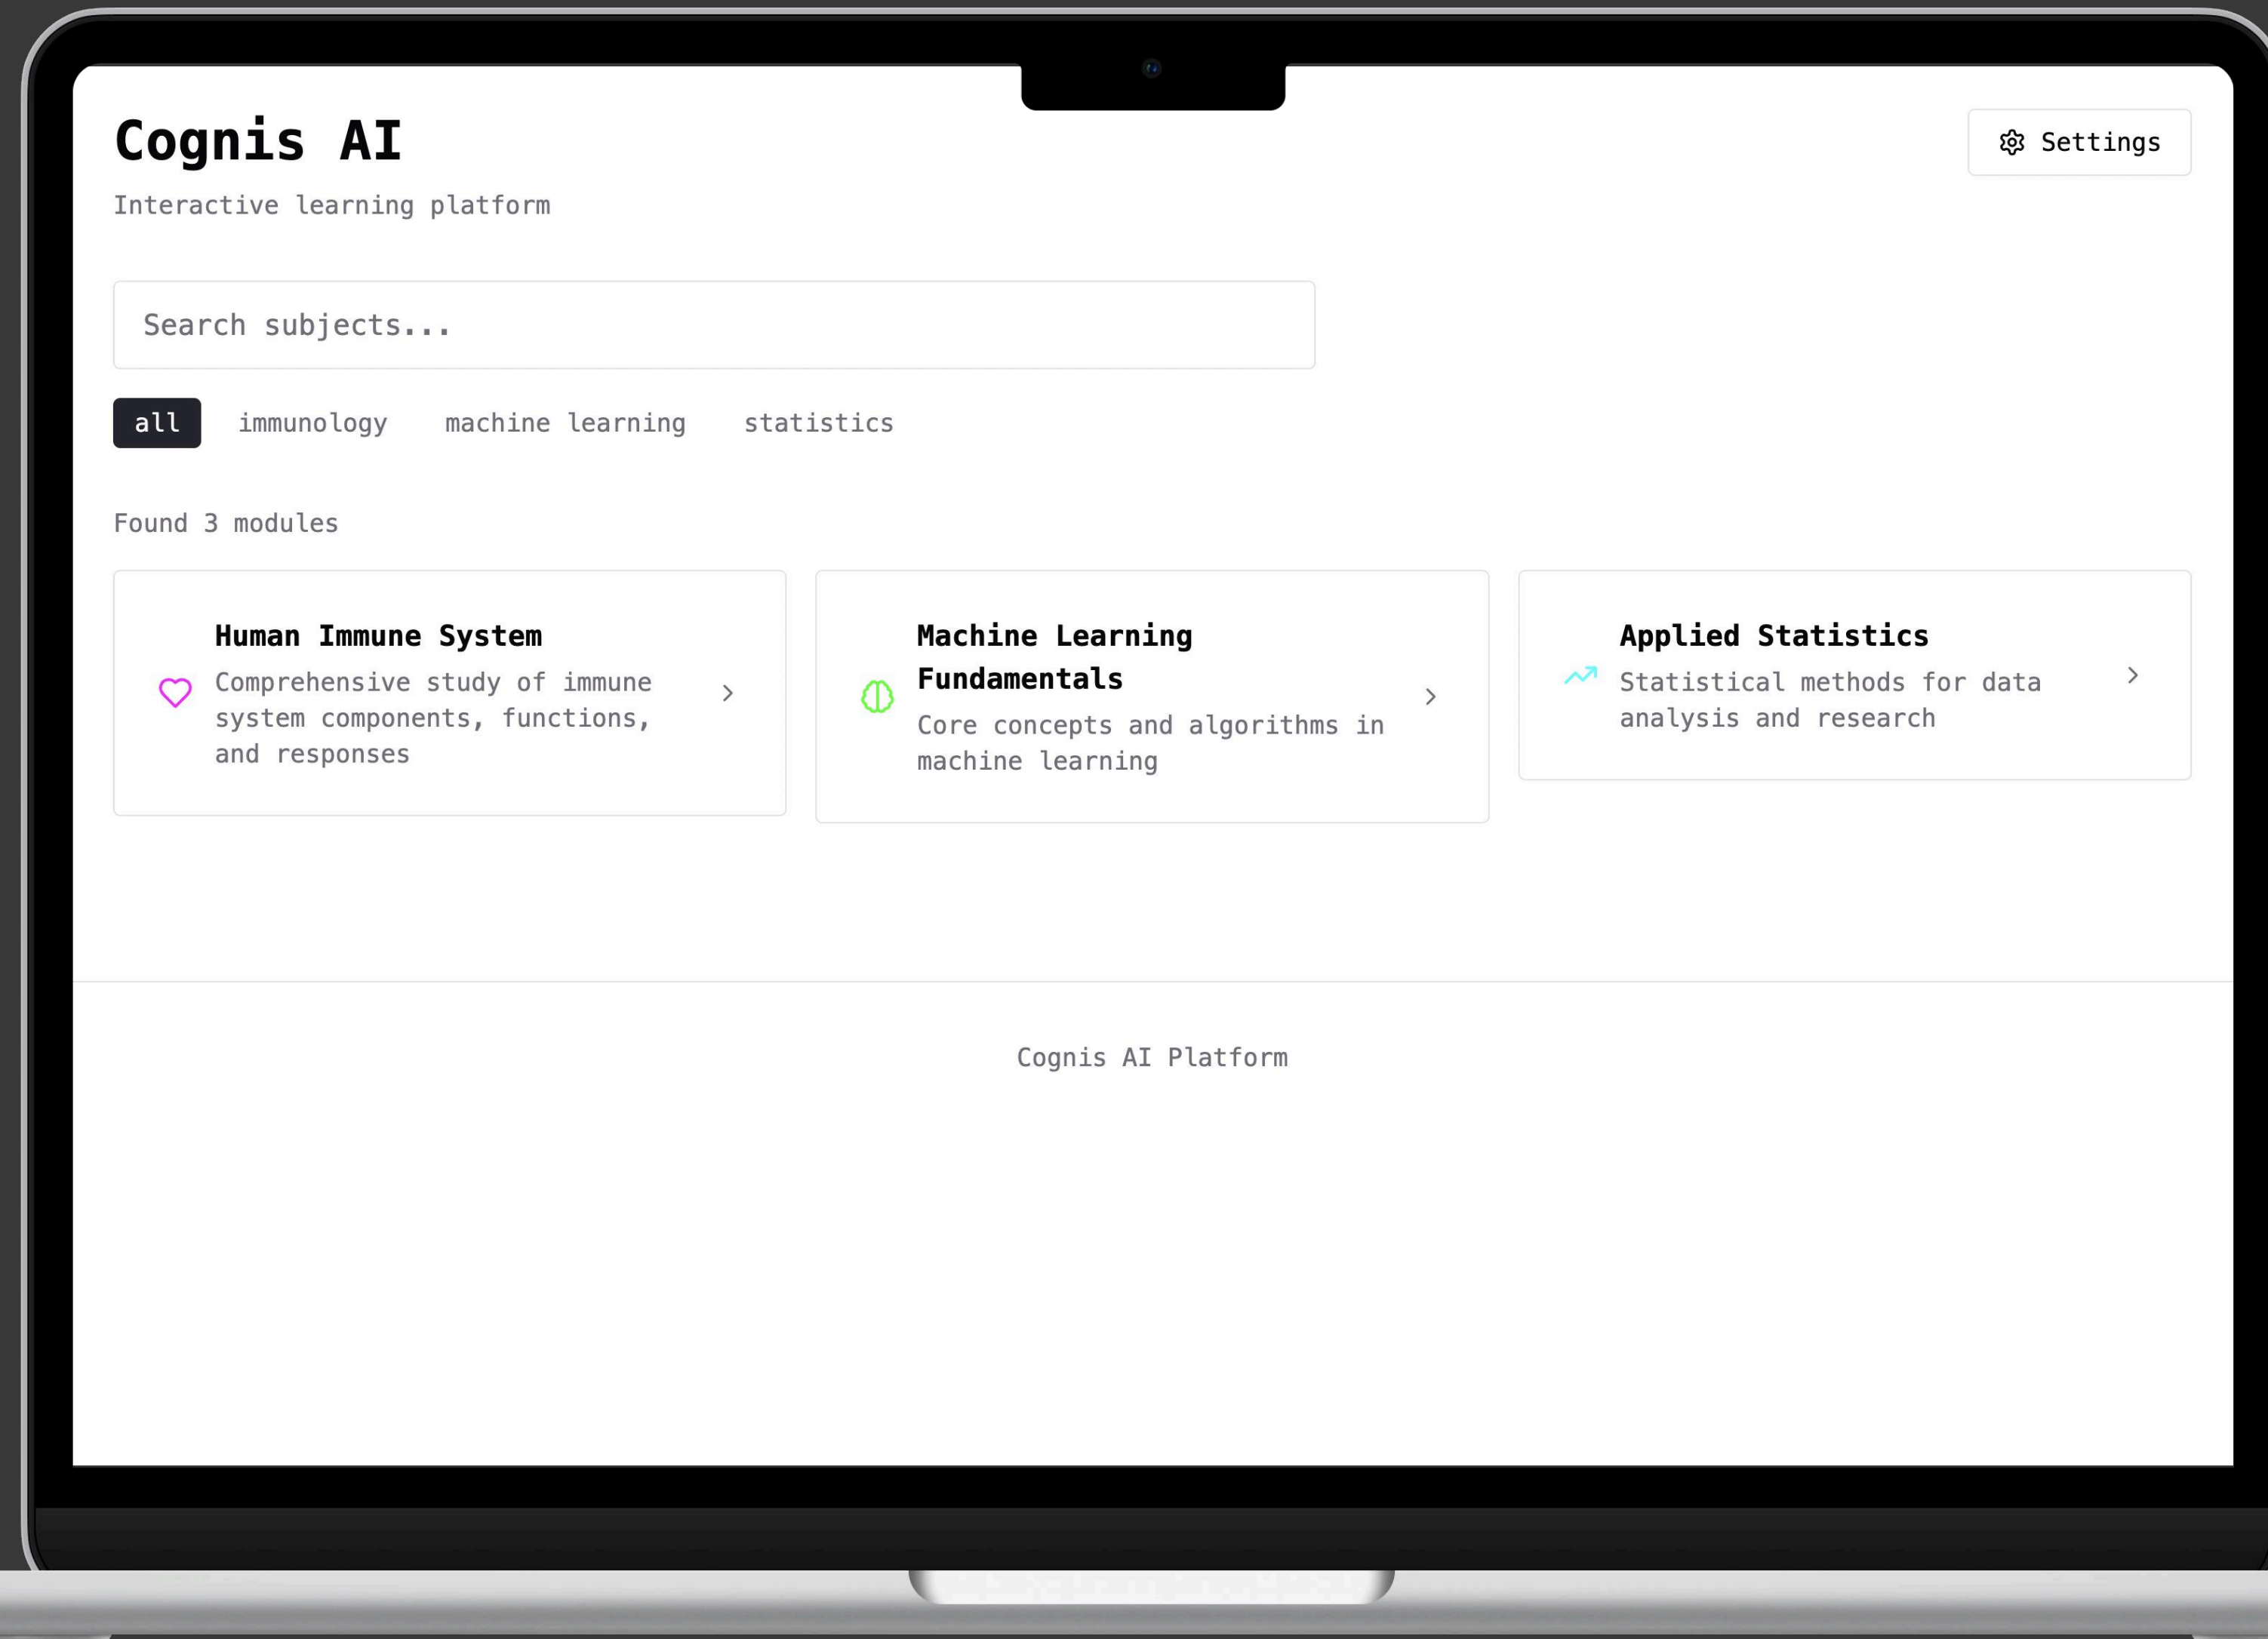 Cognis AI
Settings
Interactive learning platform
Search subjects...
all immunology machine learning statistics
Found 3 modules
Human Immune System
Comprehensive study of immune
system components, functions,
and responses
Machine Learning
Fundamentals
Core concepts and algorithms in
machine learning
Applied Statistics
Statistical methods for data
analysis and research
Cognis AI Platform